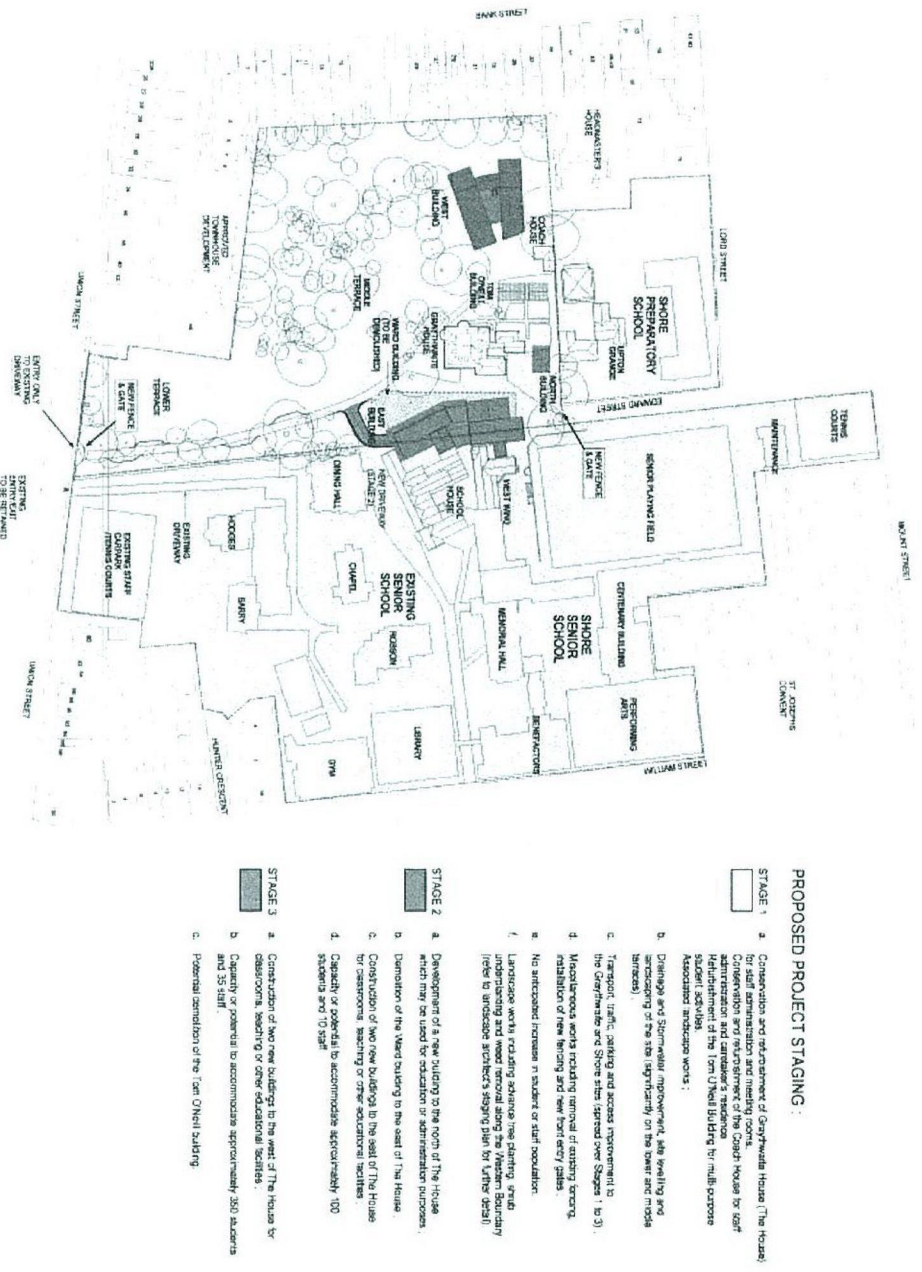 BANK STREET
HEADMASTER'S
HOUSE
LORD STREET
MOUNT STREET
COACH
HOUSE
WEST
BUILDING
SHORE
PREPARATORY
SCHOOL
TOM
O'NEILL
BUILDING
UPTON
GRANGE
GRAYTHWAITE
HOUSE
NORTH
BUILDING
EDWARD STREET
TENNIS
COURTS
MAINTENANCE
APPROVED
TOWNHOUSE
DEVELOPMENT
MIDDLE
TERRACE
WARD BUILDING
(TO BE
DEMOLISHED)
NEW FENCE
& GATE
SENIOR PLAYING FIELD
UNION STREET
LOWER
TERRACE
EAST
BUILDING
ENTRY ONLY
TO EXISTING
DRIVEWAY
NEW FENCE
& GATE
DINING HALL
NEW DRIVEWAY
(STAGE 2)
SCHOOL
HOUSE
WEST WING
EXISTING
ENTRY/EXIT
TO BE RETAINED
EXISTING STAFF
CARPARK
/TENNIS COURTS
EXISTING
DRIVEWAY
HODGES
BARRY
CHAPEL
EXISTING
SENIOR
SCHOOL
ROBSON
MEMORIAL HALL
SHORE
SENIOR
SCHOOL
CENTENARY BUILDING
ST. JOSEPHS
CONVENT
PERFORMING
ARTS
BENEFACTORS
LIBRARY
GYM
WILLIAM STREET
UNION STREET
HUNTER CRESCENT
PROPOSED PROJECT STAGING :
STAGE 1
a. Conservation and refurbishment of Graythwaite House (The House)
for staff administration and meeting rooms.
Conservation and refurbishment of the Coach House for staff
administration and caretaker's residence
Refurbishment of the Tom O'Neill Building for multi-purpose
student activities.
Associated landscape works ;
b. Drainage and Stormwater improvement, site levelling and
landscaping of the site (significantly on the lower and middle
terraces) ;
c. Transport, traffic, parking and access improvement to
the Graythwaite and Shore sites (spread over Stages 1 to 3) ;
d. Miscellaneous works including removal of existing fencing,
installation of new fencing and new front entry gates.
e. No anticipated increase in student or staff population.
f. Landscape works including advance tree planting, shrub
underplanting and weed removal along the Western Boundary
(refer to landscape architect's staging plan for further detail)
STAGE 2
a. Development of a new building to the north of The House
which may be used for education or administration purposes ;
b. Demolition of the Ward building to the east of The House ;
c. Construction of two new buildings to the east of The House
for classrooms, teaching or other educational facilities ;
d. Capacity or potential to accommodate approximately 100
students and 10 staff
STAGE 3
a. Construction of two new buildings to the west of The House for
classrooms, teaching or other educational facilities ;
b. Capacity or potential to accommodate approximately 350 students
and 35 staff .
c. Potential demolition of the Tom O'Neill building.